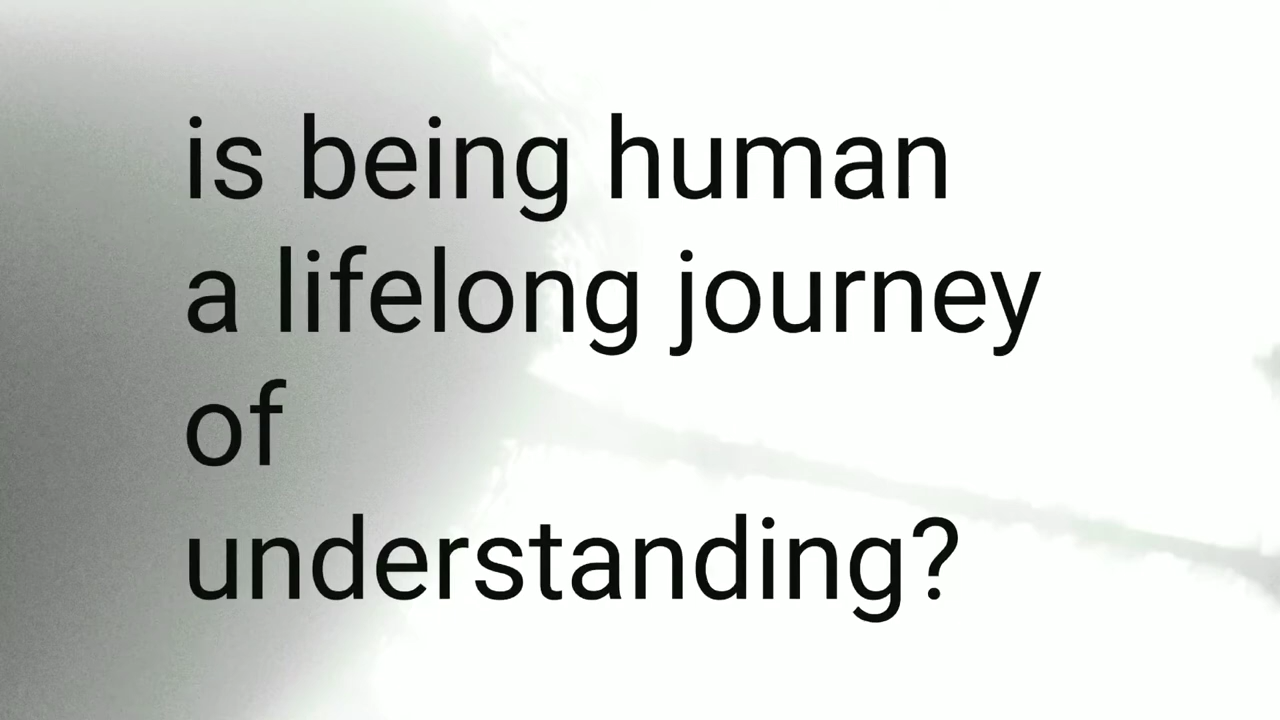 is being human
a lifelong journey
of
understanding?